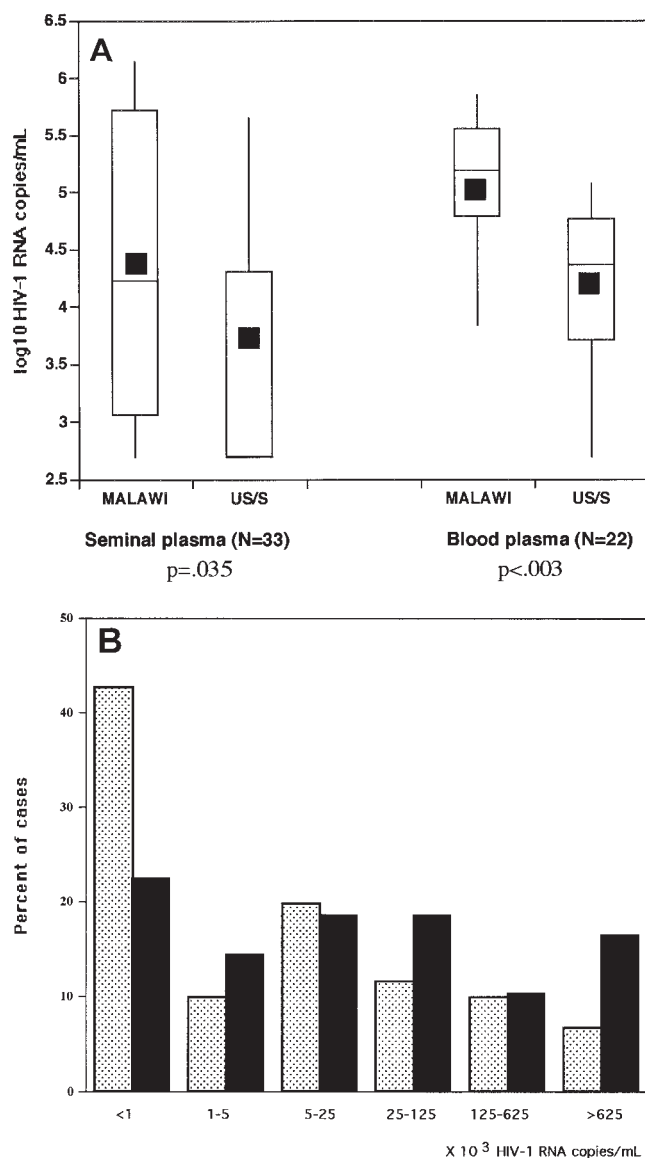 A
6.5
6
5.5
5
4.5
4
3.5
3
2.5
log10 HIV-1 RNA copies/mL
MALAWI US/S MALAWI US/S
Seminal plasma (N=33) Blood plasma (N=22)
p=.035 p<.003
B
50
40
30
20
10
0
Percent of cases
<1 1-5 5-25 25-125 125-625 >625
X 10 3 HIV-1 RNA copies/mL